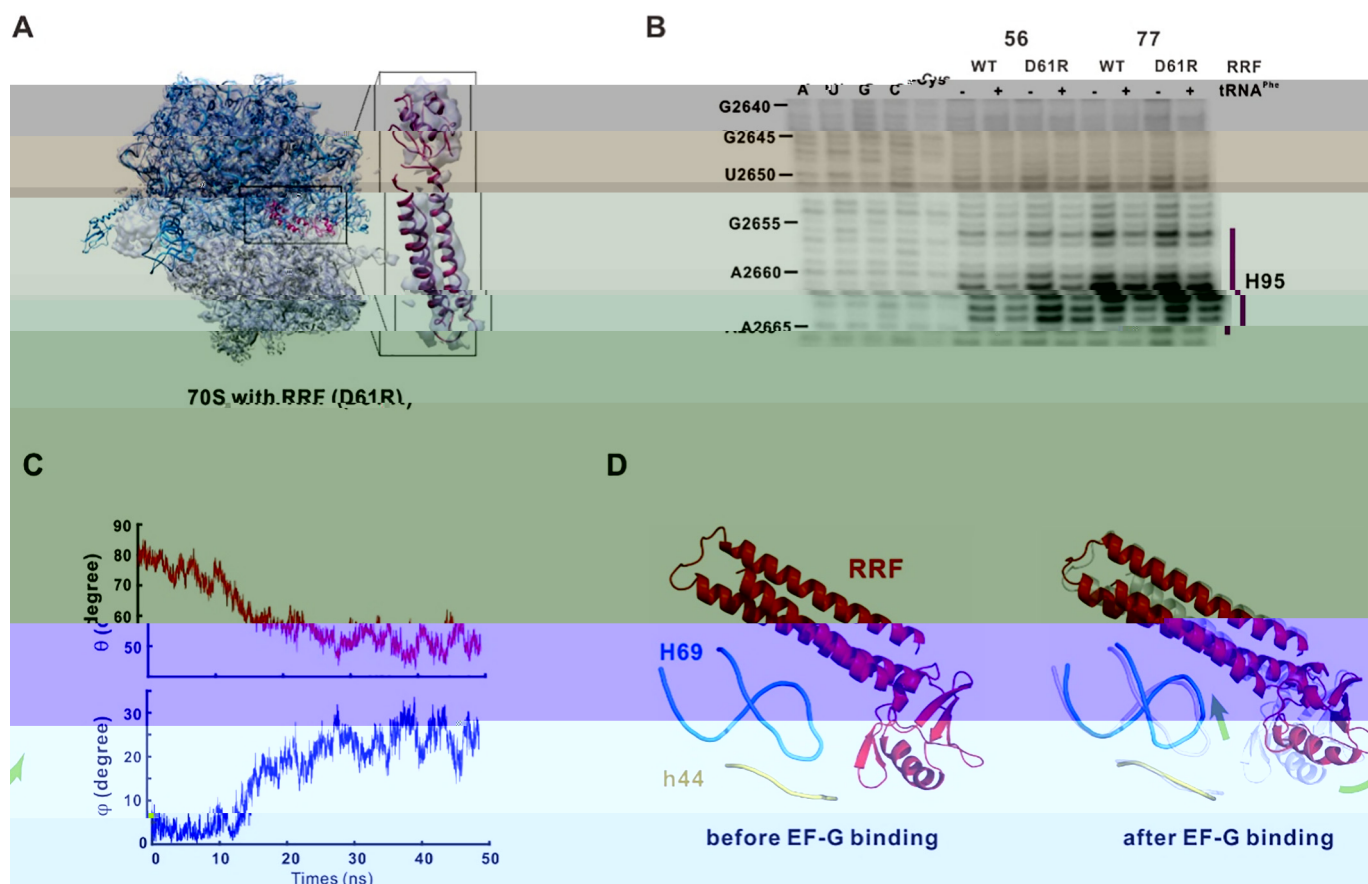 A
70S with RRF (D61R),
B
56 77
WT D61R WT D61R RRF
A U G C - + - + - + - + tRNAPhe
G2640
G2645
U2650
G2655
A2660
H95
A2665
C
90
80
70
60
50
θ (degree)
30
20
10
0
φ (degree)
0 10 20 30 40 50
Times (ns)
D
RRF
H69
h44
before EF-G binding
after EF-G binding